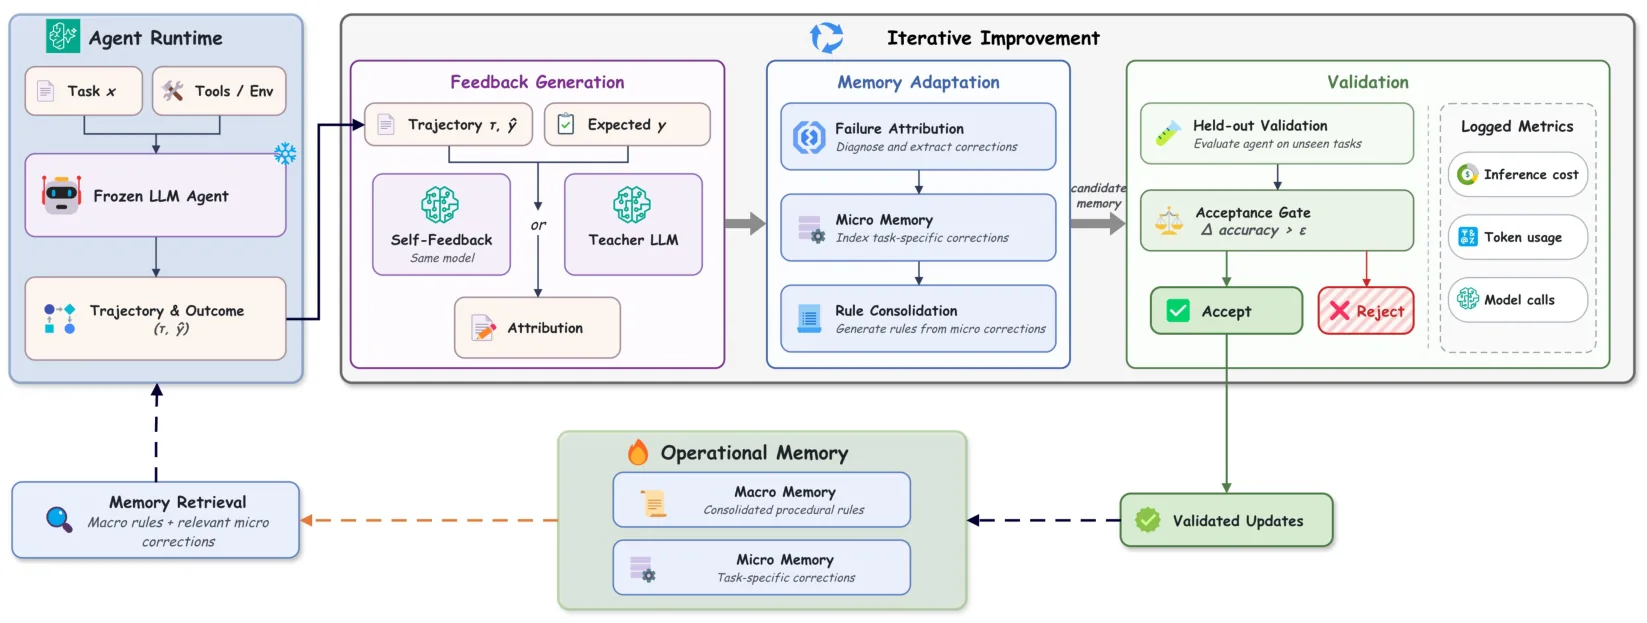 Agent Runtime
Task x
Tools / Env
Frozen LLM Agent
Trajectory & Outcome
(τ, ŷ)
Iterative Improvement
Feedback Generation
Trajectory τ, ŷ
Expected y
or
Self-Feedback
Same model
Teacher LLM
Attribution
Memory Adaptation
Failure Attribution
Diagnose and extract corrections
Micro Memory
Index task-specific corrections
Rule Consolidation
Generate rules from micro corrections
candidate
memory
Validation
Held-out Validation
Evaluate agent on unseen tasks
Acceptance Gate
Δ accuracy > ε
Accept
Reject
Logged Metrics
Inference cost
Token usage
Model calls
Memory Retrieval
Macro rules + relevant micro
corrections
Operational Memory
Macro Memory
Consolidated procedural rules
Micro Memory
Task-specific corrections
Validated Updates